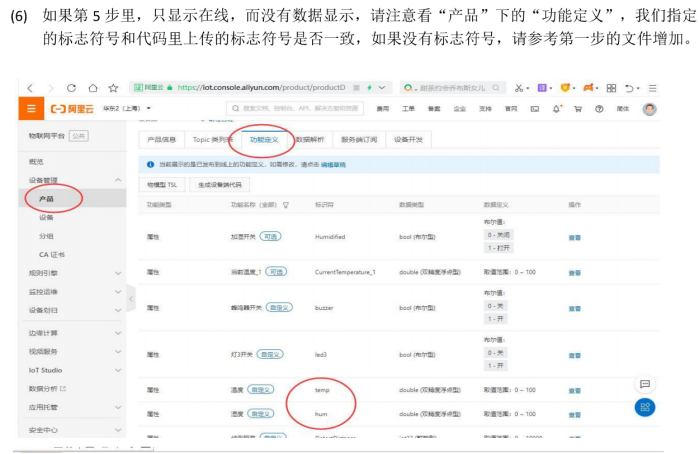 (6) 如果第 5 步里，只显示在线，而没有数据显示，请注意看“产品”下的“功能定义”，我们指定
的标志符号和代码里上传的标志符号是否一致，如果没有标志符号，请参考第一步的文件增加。
阿里云 https://iot.console.aliyun.com/product/productD
阿里云 华东2（上海） 费用 工单 备案 企业 支持 官网 简体
物联网平台 公共
产品信息 Topic 类列表 功能定义 数据解析 服务端订阅 设备开发
概览
当前展示的是已发布到线上的功能定义，如需修改，请点击 编辑草稿
设备管理
物模型 TSL 生成设备端代码
产品
功能类型 功能名称（全部） 标识符 数据类型 数据定义 操作
设备
布尔值：
分组
属性 加湿开关 可选 Humidified bool (布尔型) 0 - 关闭 查看
1 - 打开
CA 证书
规则引擎
属性 当前温度_1 可选 CurrentTemperature_1 double (双精度浮点型) 取值范围：0 ~ 100 查看
监控运维
布尔值：
设备划归
属性 蜂鸣器开关 自定义 buzzer bool (布尔型) 0 - 关 查看
1 - 开
边缘计算
布尔值：
视频服务
属性 灯3开关 自定义 led3 bool (布尔型) 0 - 关 查看
1 - 开
IoT Studio
数据分析
属性 温度 自定义 temp double (双精度浮点型) 取值范围：0 ~ 100 查看
应用托管
属性 湿度 自定义 hum double (双精度浮点型) 取值范围：0 ~ 100 查看
安全中心